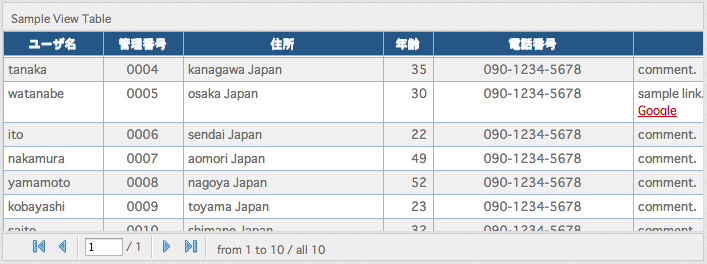 Sample View Table
ユーザ名 管理番号 住所 年齢 電話番号
tanaka 0004 kanagawa Japan 35 090-1234-5678 comment.
watanabe 0005 osaka Japan 30 090-1234-5678 sample link.
Google
ito 0006 sendai Japan 22 090-1234-5678 comment.
nakamura 0007 aomori Japan 49 090-1234-5678 comment.
yamamoto 0008 nagoya Japan 52 090-1234-5678 comment.
kobayashi 0009 toyama Japan 23 090-1234-5678 comment.
saito 0010 shimane Japan 32 090-1234-5678 comment.
1 / 1 from 1 to 10 / all 10